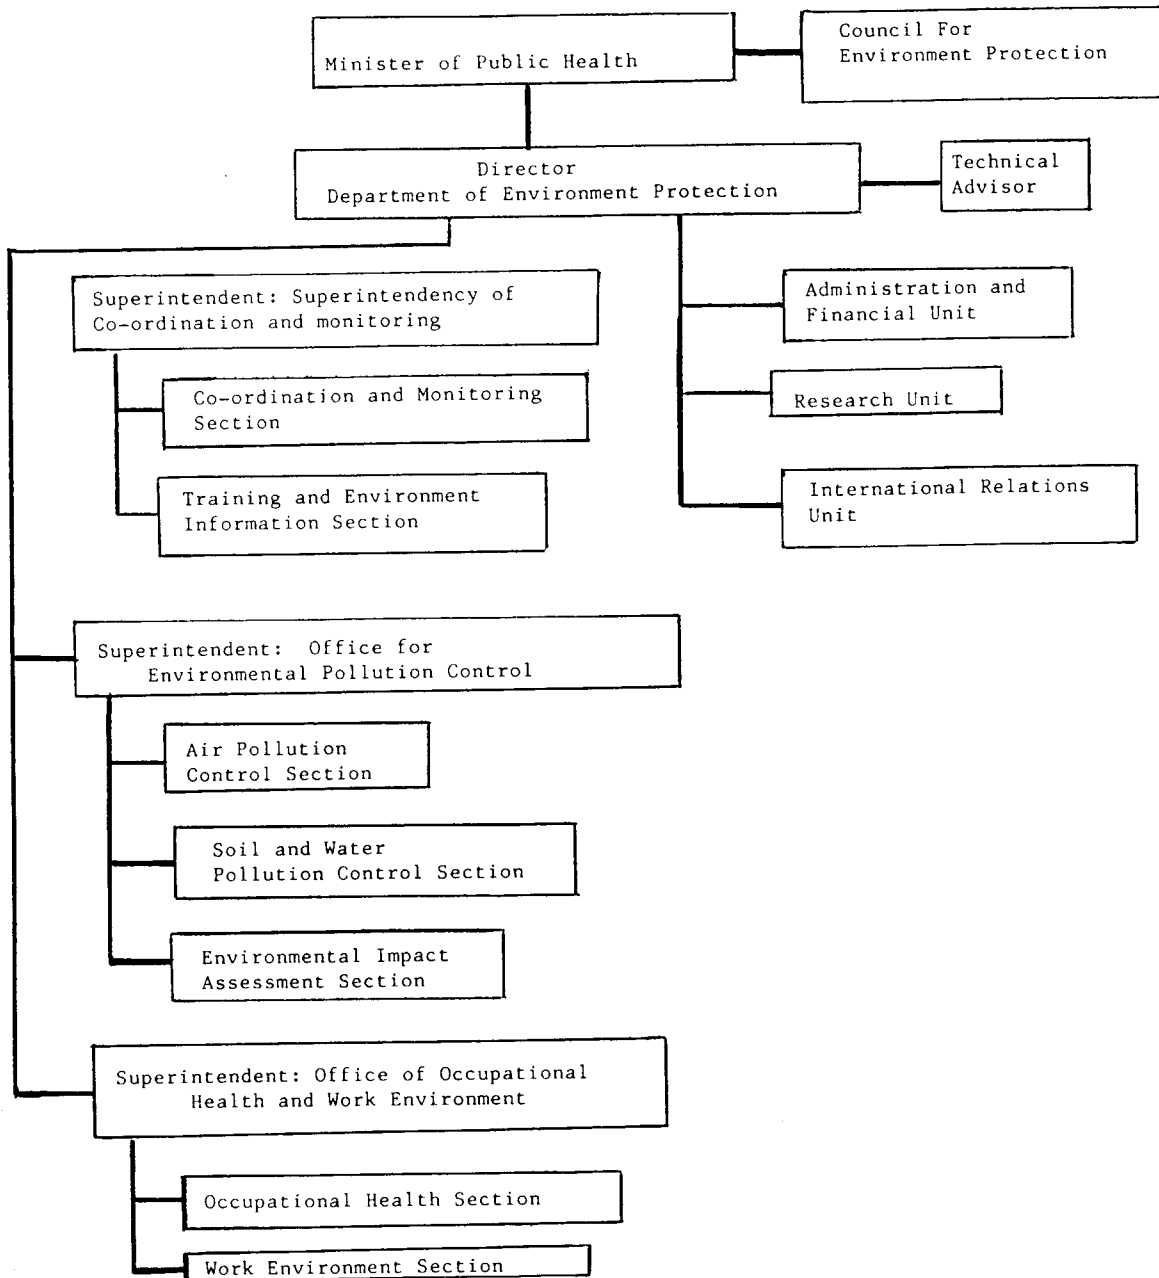 Minister of Public Health
Council For
Environment Protection
Director
Department of Environment Protection
Technical
Advisor
Superintendent: Superintendency of
Co-ordination and monitoring
Co-ordination and Monitoring
Section
Training and Environment
Information Section
Administration and
Financial Unit
Research Unit
International Relations
Unit
Superintendent: Office for
Environmental Pollution Control
Air Pollution
Control Section
Soil and Water
Pollution Control Section
Environmental Impact
Assessment Section
Superintendent: Office of Occupational
Health and Work Environment
Occupational Health Section
Work Environment Section